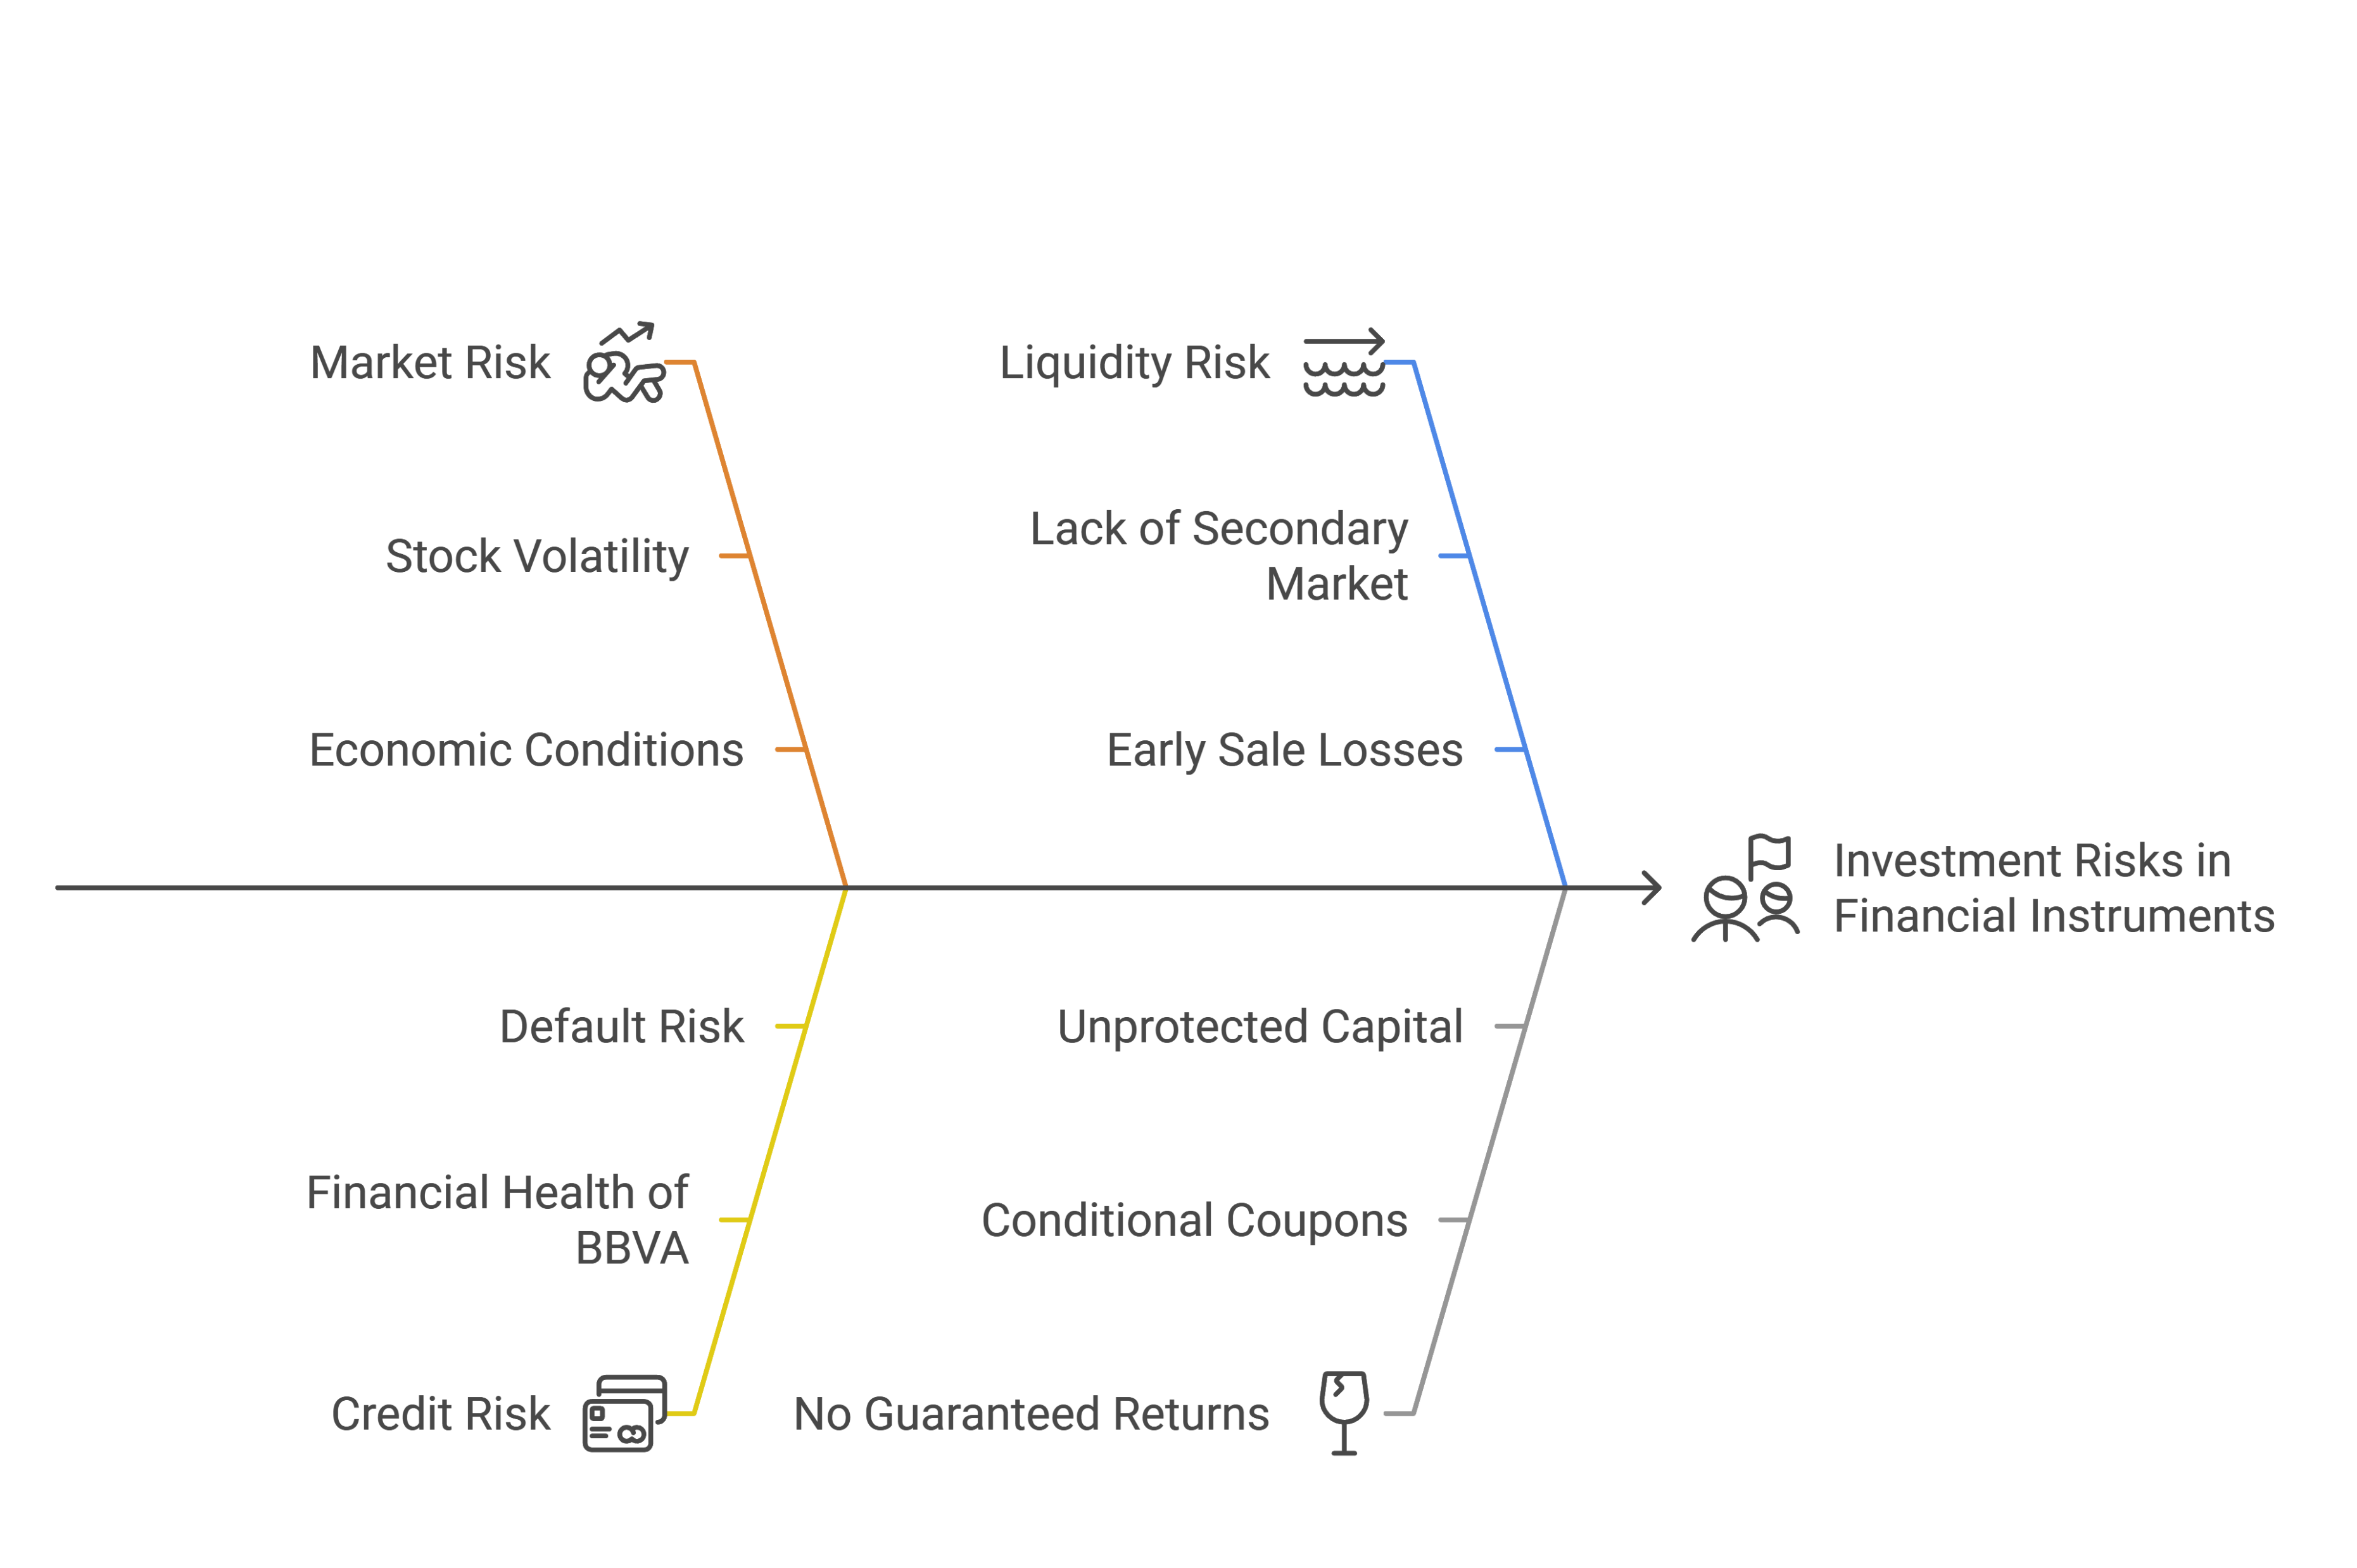 Market Risk
Stock Volatility
Economic Conditions
Liquidity Risk
Lack of Secondary
Market
Early Sale Losses
Investment Risks in
Financial Instruments
Default Risk
Financial Health of
BBVA
Credit Risk
Unprotected Capital
Conditional Coupons
No Guaranteed Returns